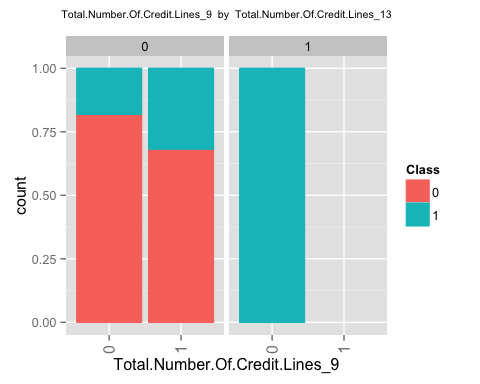 Total.Number.Of.Credit.Lines_9 by Total.Number.Of.Credit.Lines_13
0 1
1.00
0.75
0.50
0.25
0.00
count
0 1 0 1
Total.Number.Of.Credit.Lines_9
Class
0
1